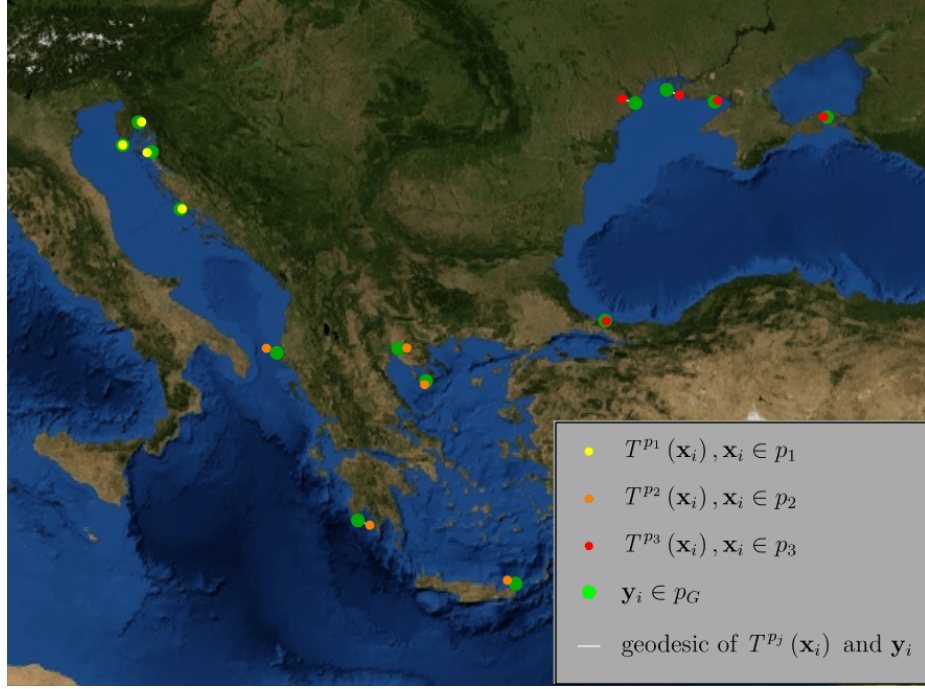 T^{p_1}(𝐱_i), 𝐱_i ∈ p_1
T^{p_2}(𝐱_i), 𝐱_i ∈ p_2
T^{p_3}(𝐱_i), 𝐱_i ∈ p_3
𝐲_i ∈ p_G
geodesic of T^{p_j}(𝐱_i) and 𝐲_i